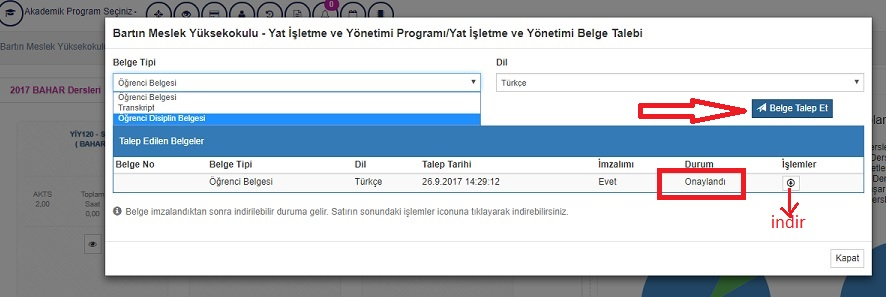 Akademik Program Seçiniz -
0
Bartın Meslek Yüksekokulu - Yat İşletme ve Yönetimi Programı/Yat İşletme ve Yönetimi Belge Talebi
Bartın Meslek Yüksekokulu
Belge Tipi
Dil
Öğrenci Belgesi
Türkçe
2017 BAHAR Dersleri
Öğrenci Belgesi
Transkript
Öğrenci Disiplin Belgesi
Belge Talep Et
YİY120 - S
( BAHAR
Talep Edilen Belgeler
Belge No Belge Tipi Dil Talep Tarihi İmzalımı Durum İşlemler
Öğrenci Belgesi Türkçe 26.9.2017 14:29:12 Evet Onaylandı
AKTS
2,00
Toplam
Saat
0,00
Belge imzalandıktan sonra indirilebilir duruma gelir. Satırın sonundaki işlemler iconuna tıklayarak indirebilirsiniz.
indir
Kapat